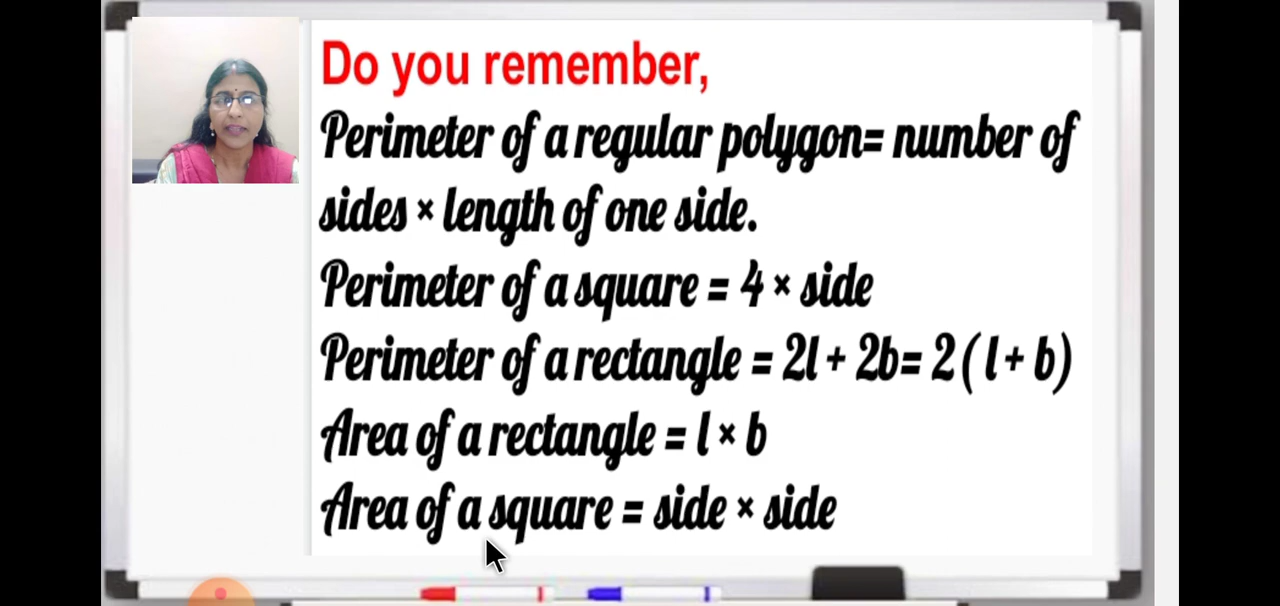 Do you remember,
Perimeter of a regular polygon= number of
sides × length of one side.
Perimeter of a square = 4 × side
Perimeter of a rectangle = 2l + 2b= 2 ( l + b)
Area of a rectangle = l × b
Area of a square = side × side